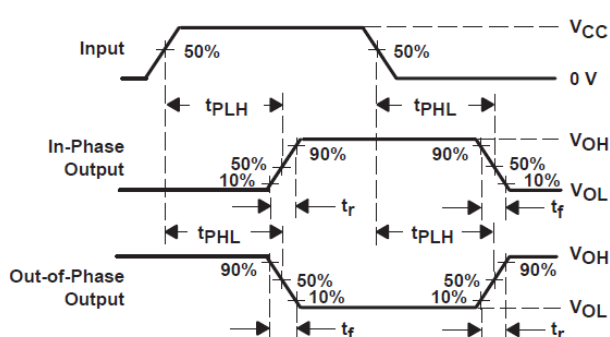 VCC
Input
50%
50%
0 V
tPLH
tPHL
In-Phase
Output
90%
90%
VOH
50%
50%
10%
10%
VOL
tr
tf
tPHL
tPLH
Out-of-Phase
Output
90%
90%
VOH
50%
50%
10%
10%
VOL
tf
tr